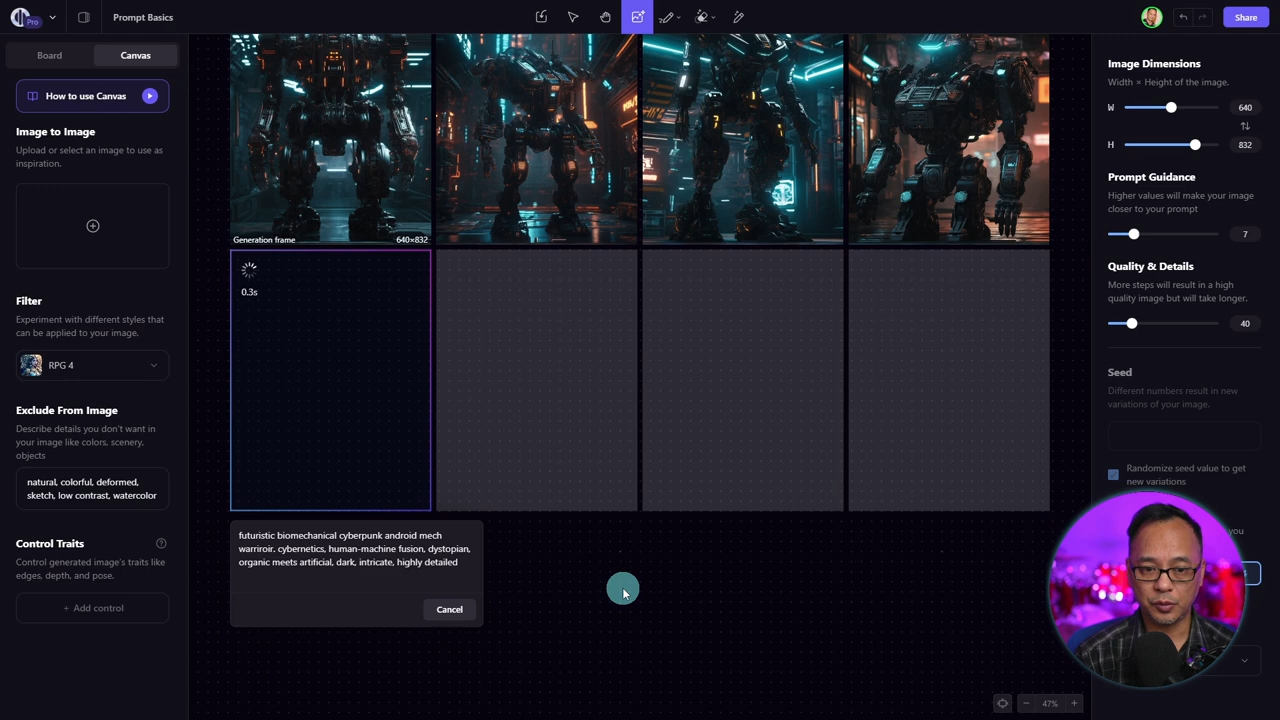 Pro
Prompt Basics
Share
Board
Canvas
How to use Canvas
Image to Image
Upload or select an image to use as
inspiration.
Filter
Experiment with different styles that
can be applied to your image.
RPG 4
Exclude From Image
Describe details you don't want in
your image like colors, scenery,
objects
natural, colorful, deformed,
sketch, low contrast, watercolor
Control Traits
Control generated image's traits like
edges, depth, and pose.
+ Add control
Generation frame
640×832
0.3s
futuristic biomechanical cyberpunk android mech
warriroir. cybernetics, human-machine fusion, dystopian,
organic meets artificial, dark, intricate, highly detailed
Cancel
Image Dimensions
Width × Height of the image.
W
640
H
832
Prompt Guidance
Higher values will make your image
closer to your prompt
7
Quality & Details
More steps will result in a high
quality image but will take longer.
40
Seed
Different numbers result in new
variations of your image.
Randomize seed value to get
new variations
you
47%